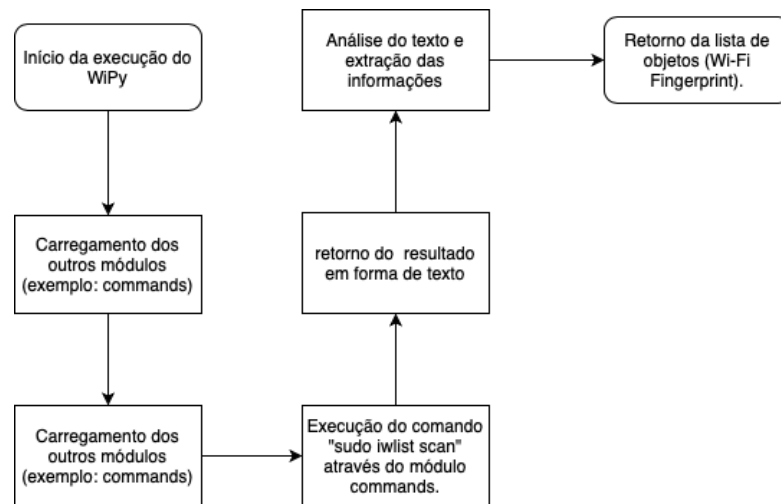 Início da execução do
WiPy
Carregamento dos
outros módulos
(exemplo: commands)
Carregamento dos
outros módulos
(exemplo: commands)
Execução do comando
"sudo iwlist scan"
através do módulo
commands.
retorno do resultado
em forma de texto
Análise do texto e
extração das
informações
Retorno da lista de
objetos (Wi-Fi
Fingerprint).